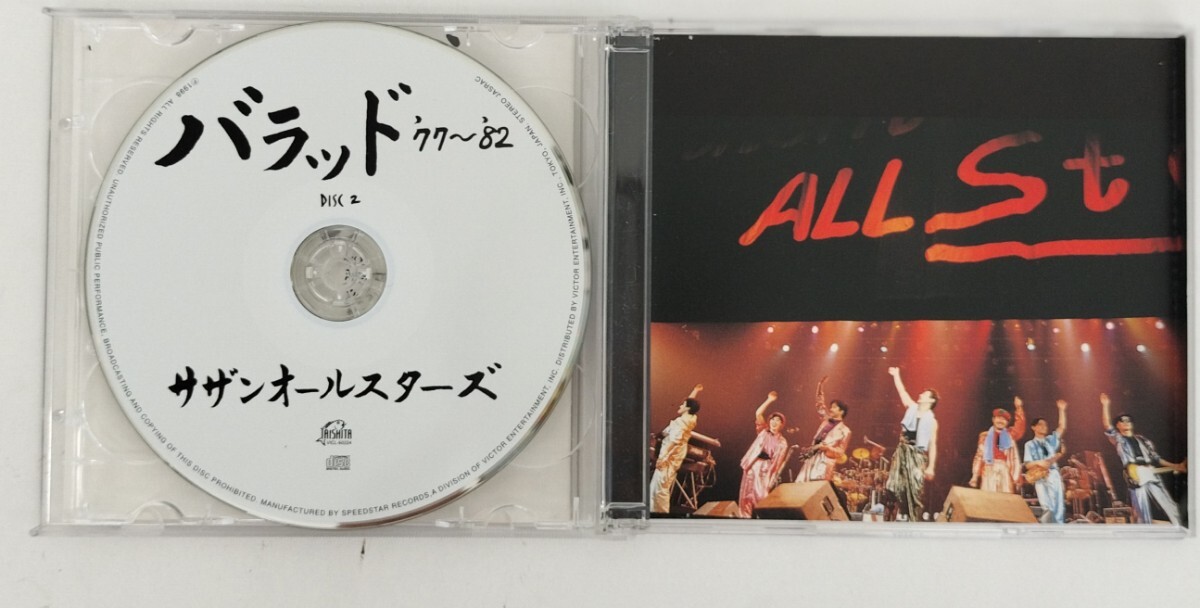 バラッド '77～'82
DISC 2
サザンオールスターズ
TAISHITA
ALL RIGHTS RESERVED. UNAUTHORIZED PUBLIC PERFORMANCE, BROADCASTING AND COPYING OF THIS DISC PROHIBITED. MANUFACTURED BY SPEEDSTAR RECORDS, A DIVISION OF VICTOR ENTERTAINMENT, INC. DISTRIBUTED BY VICTOR ENTERTAINMENT, INC., TOKYO, JAPAN. STEREO JASRAC
ALL St